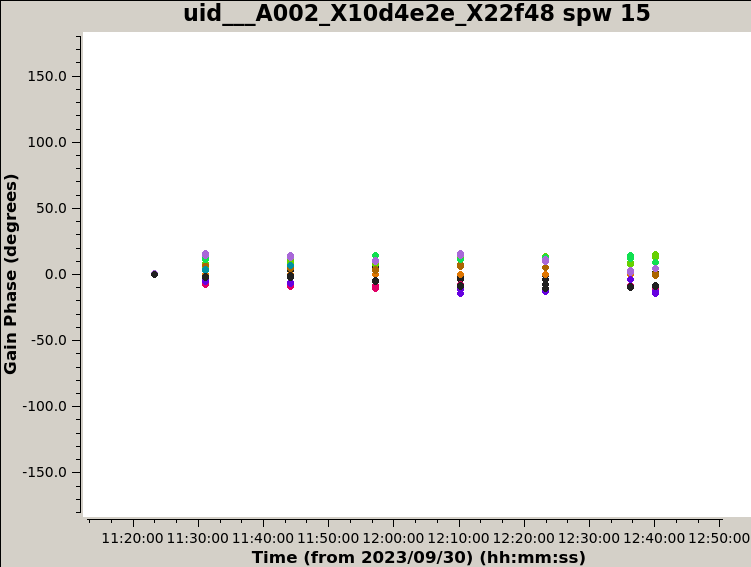 uid___A002_X10d4e2e_X22f48 spw 15
150.0
100.0
50.0
0.0
-50.0
-100.0
-150.0
Gain Phase (degrees)
11:20:00 11:30:00 11:40:00 11:50:00 12:00:00 12:10:00 12:20:00 12:30:00 12:40:00 12:50:00
Time (from 2023/09/30) (hh:mm:ss)